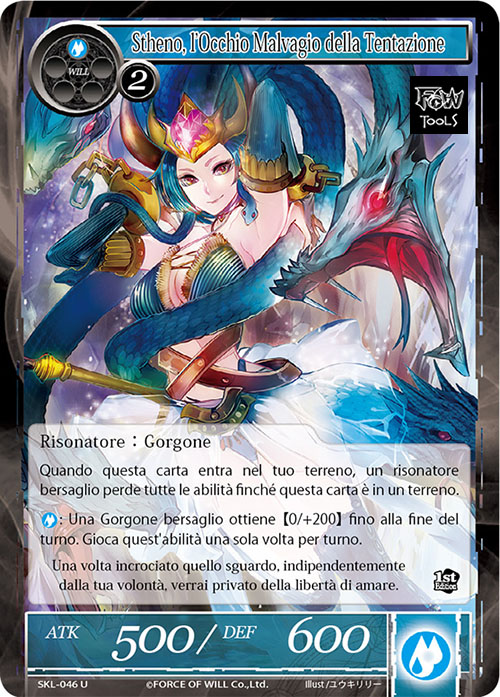 Stheno, l'Occhio Malvagio della Tentazione
WILL
2
FOW
TOOLS
Risonatore : Gorgone
Quando questa carta entra nel tuo terreno, un risonatore
bersaglio perde tutte le abilità finché questa carta è in un terreno.
: Una Gorgone bersaglio ottiene 【0/+200】 fino alla fine del
turno. Gioca quest'abilità una sola volta per turno.
Una volta incrociato quello sguardo, indipendentemente
dalla tua volontà, verrai privato della libertà di amare.
1st
Edition
ATK 500/ DEF 600
SKL-046 U ©FORCE OF WILL Co.,Ltd. Illust/ユウキリリー